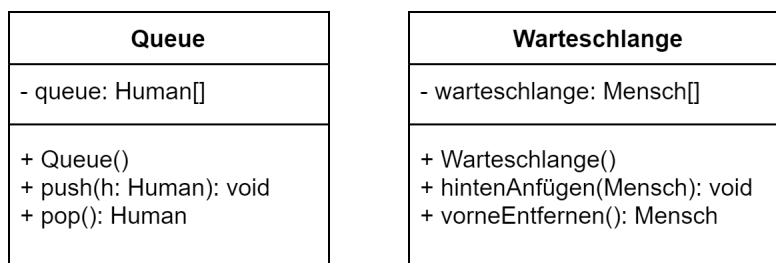 Queue
- queue: Human[]
+ Queue()
+ push(h: Human): void
+ pop(): Human
Warteschlange
- warteschlange: Mensch[]
+ Warteschlange()
+ hintenAnfügen(Mensch): void
+ vorneEntfernen(): Mensch